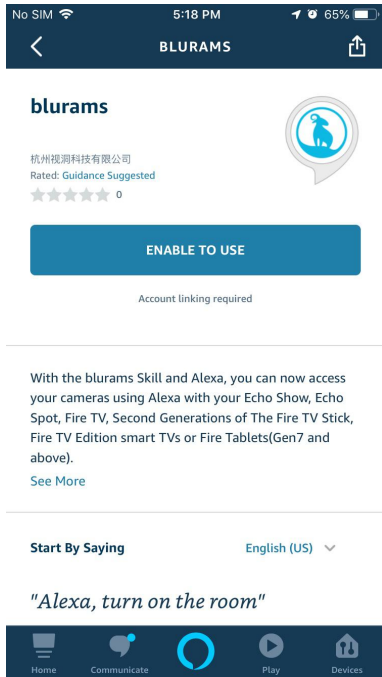 No SIM 5:18 PM 65%
BLURAMS
blurams
杭州视洞科技有限公司
Rated: Guidance Suggested
0
ENABLE TO USE
Account linking required
With the blurams Skill and Alexa, you can now access
your cameras using Alexa with your Echo Show, Echo
Spot, Fire TV, Second Generations of The Fire TV Stick,
Fire TV Edition smart TVs or Fire Tablets(Gen7 and
above).
See More
Start By Saying English (US)
"Alexa, turn on the room"
Home Communicate Play Devices